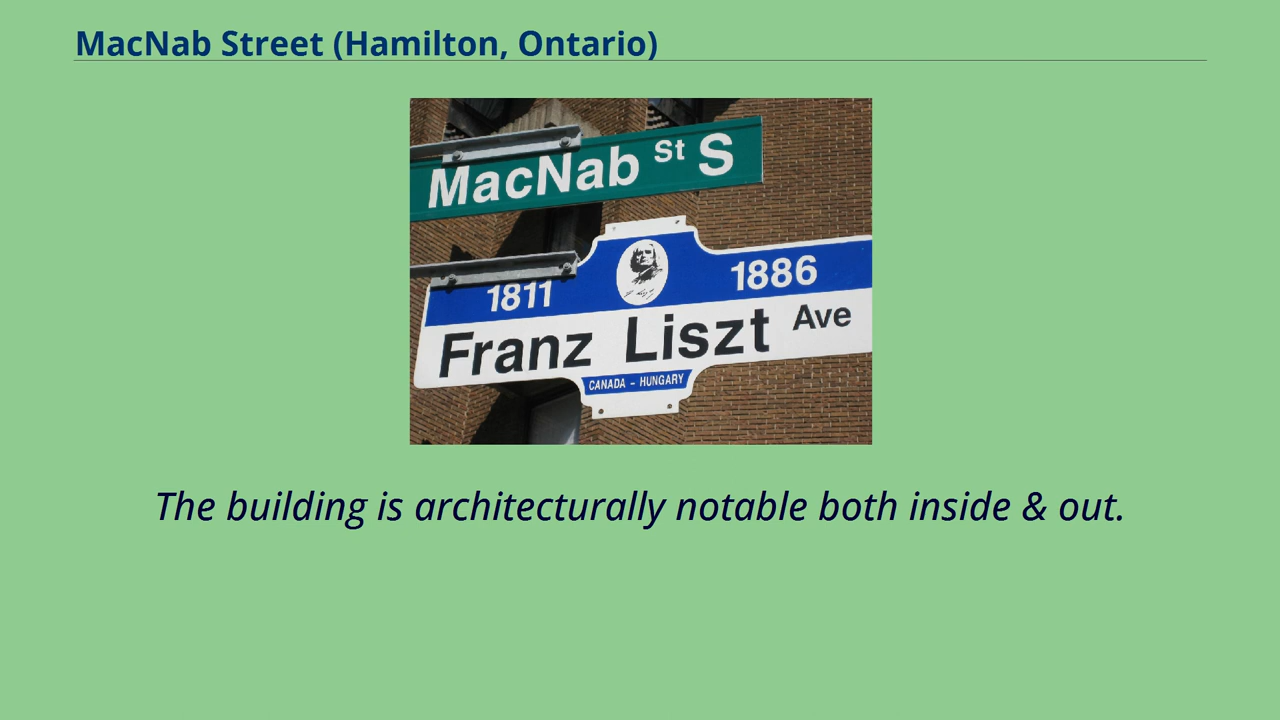 MacNab Street (Hamilton, Ontario)
MacNab St S
1811 1886
Franz Liszt Ave
CANADA - HUNGARY
The building is architecturally notable both inside & out.